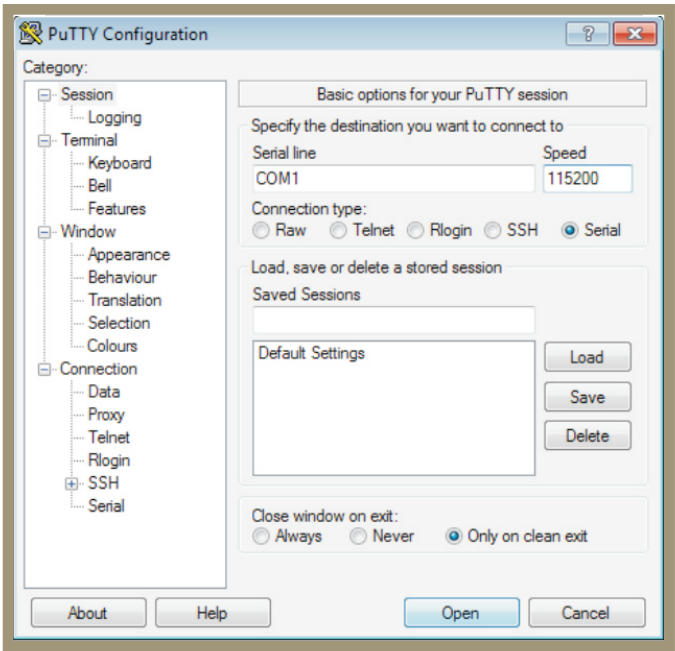 PuTTY Configuration
?
Category:
Session
Logging
Terminal
Keyboard
Bell
Features
Window
Appearance
Behaviour
Translation
Selection
Colours
Connection
Data
Proxy
Telnet
Rlogin
SSH
Serial
Basic options for your PuTTY session
Specify the destination you want to connect to
Serial line Speed
COM1 115200
Connection type:
Raw Telnet Rlogin SSH Serial
Load, save or delete a stored session
Saved Sessions
Default Settings
Load
Save
Delete
Close window on exit:
Always Never Only on clean exit
About Help Open Cancel